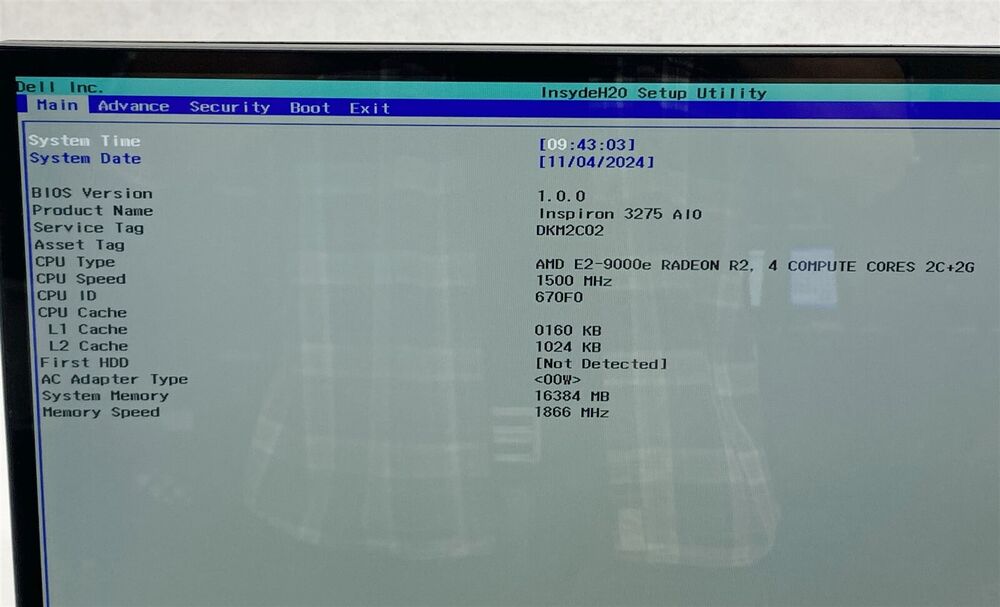 Dell Inc.
InsydeH20 Setup Utility
Main Advance Security Boot Exit
System Time [09:43:03]
System Date [11/04/2024]
BIOS Version 1.0.0
Product Name Inspiron 3275 AIO
Service Tag DKM2C02
Asset Tag
CPU Type AMD E2-9000e RADEON R2, 4 COMPUTE CORES 2C+2G
CPU Speed 1500 MHz
CPU ID 670F0
CPU Cache
L1 Cache 0160 KB
L2 Cache 1024 KB
First HDD [Not Detected]
AC Adapter Type <00W>
System Memory 16384 MB
Memory Speed 1866 MHz